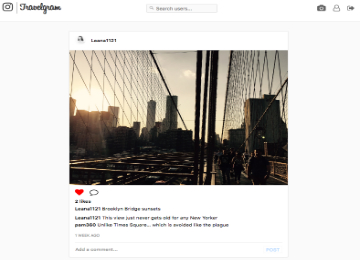 Travelgram
Search users...
Leana1121
2 likes
Leana1121 Brooklyn Bridge sunsets
Leana1121 This view just never gets old for any New Yorker
pam360 Unlike Times Square... which is avoided like the plague
1 WEEK AGO
Add a comment...
POST